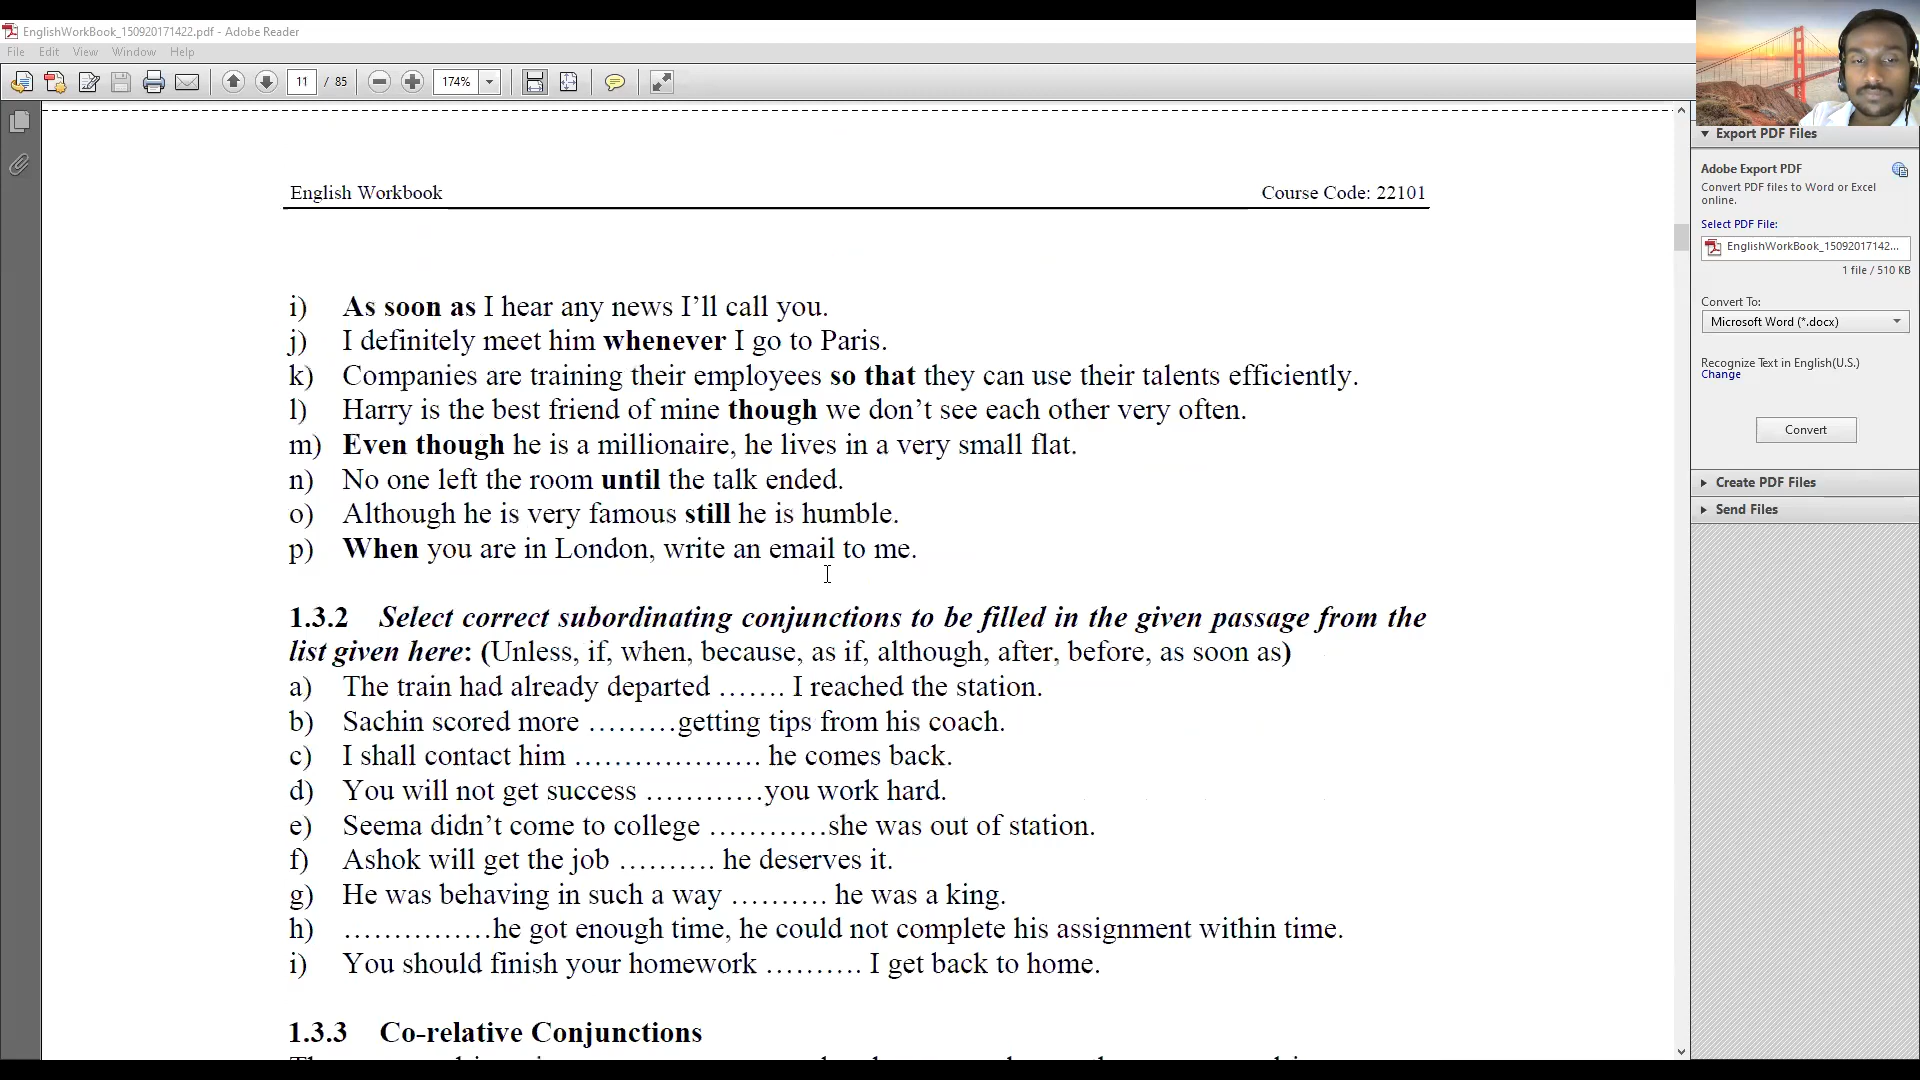 EnglishWorkBook_150920171422.pdf - Adobe Reader
File Edit View Window Help
11 / 85 174%
English Workbook Course Code: 22101
i) As soon as I hear any news I’ll call you.
j) I definitely meet him whenever I go to Paris.
k) Companies are training their employees so that they can use their talents efficiently.
l) Harry is the best friend of mine though we don’t see each other very often.
m) Even though he is a millionaire, he lives in a very small flat.
n) No one left the room until the talk ended.
o) Although he is very famous still he is humble.
p) When you are in London, write an email to me.
1.3.2 Select correct subordinating conjunctions to be filled in the given passage from the
list given here: (Unless, if, when, because, as if, although, after, before, as soon as)
a) The train had already departed ……. I reached the station.
b) Sachin scored more ………getting tips from his coach.
c) I shall contact him …………………. he comes back.
d) You will not get success …………you work hard.
e) Seema didn’t come to college …………she was out of station.
f) Ashok will get the job ………. he deserves it.
g) He was behaving in such a way ………. he was a king.
h) ……………he got enough time, he could not complete his assignment within time.
i) You should finish your homework ………. I get back to home.
1.3.3 Co-relative Conjunctions
Export PDF Files
Adobe Export PDF
Convert PDF files to Word or Excel
online.
Select PDF File:
EnglishWorkBook_15092017142...
1 file / 510 KB
Convert To:
Microsoft Word (*.docx)
Recognize Text in English(U.S.)
Change
Convert
Create PDF Files
Send Files